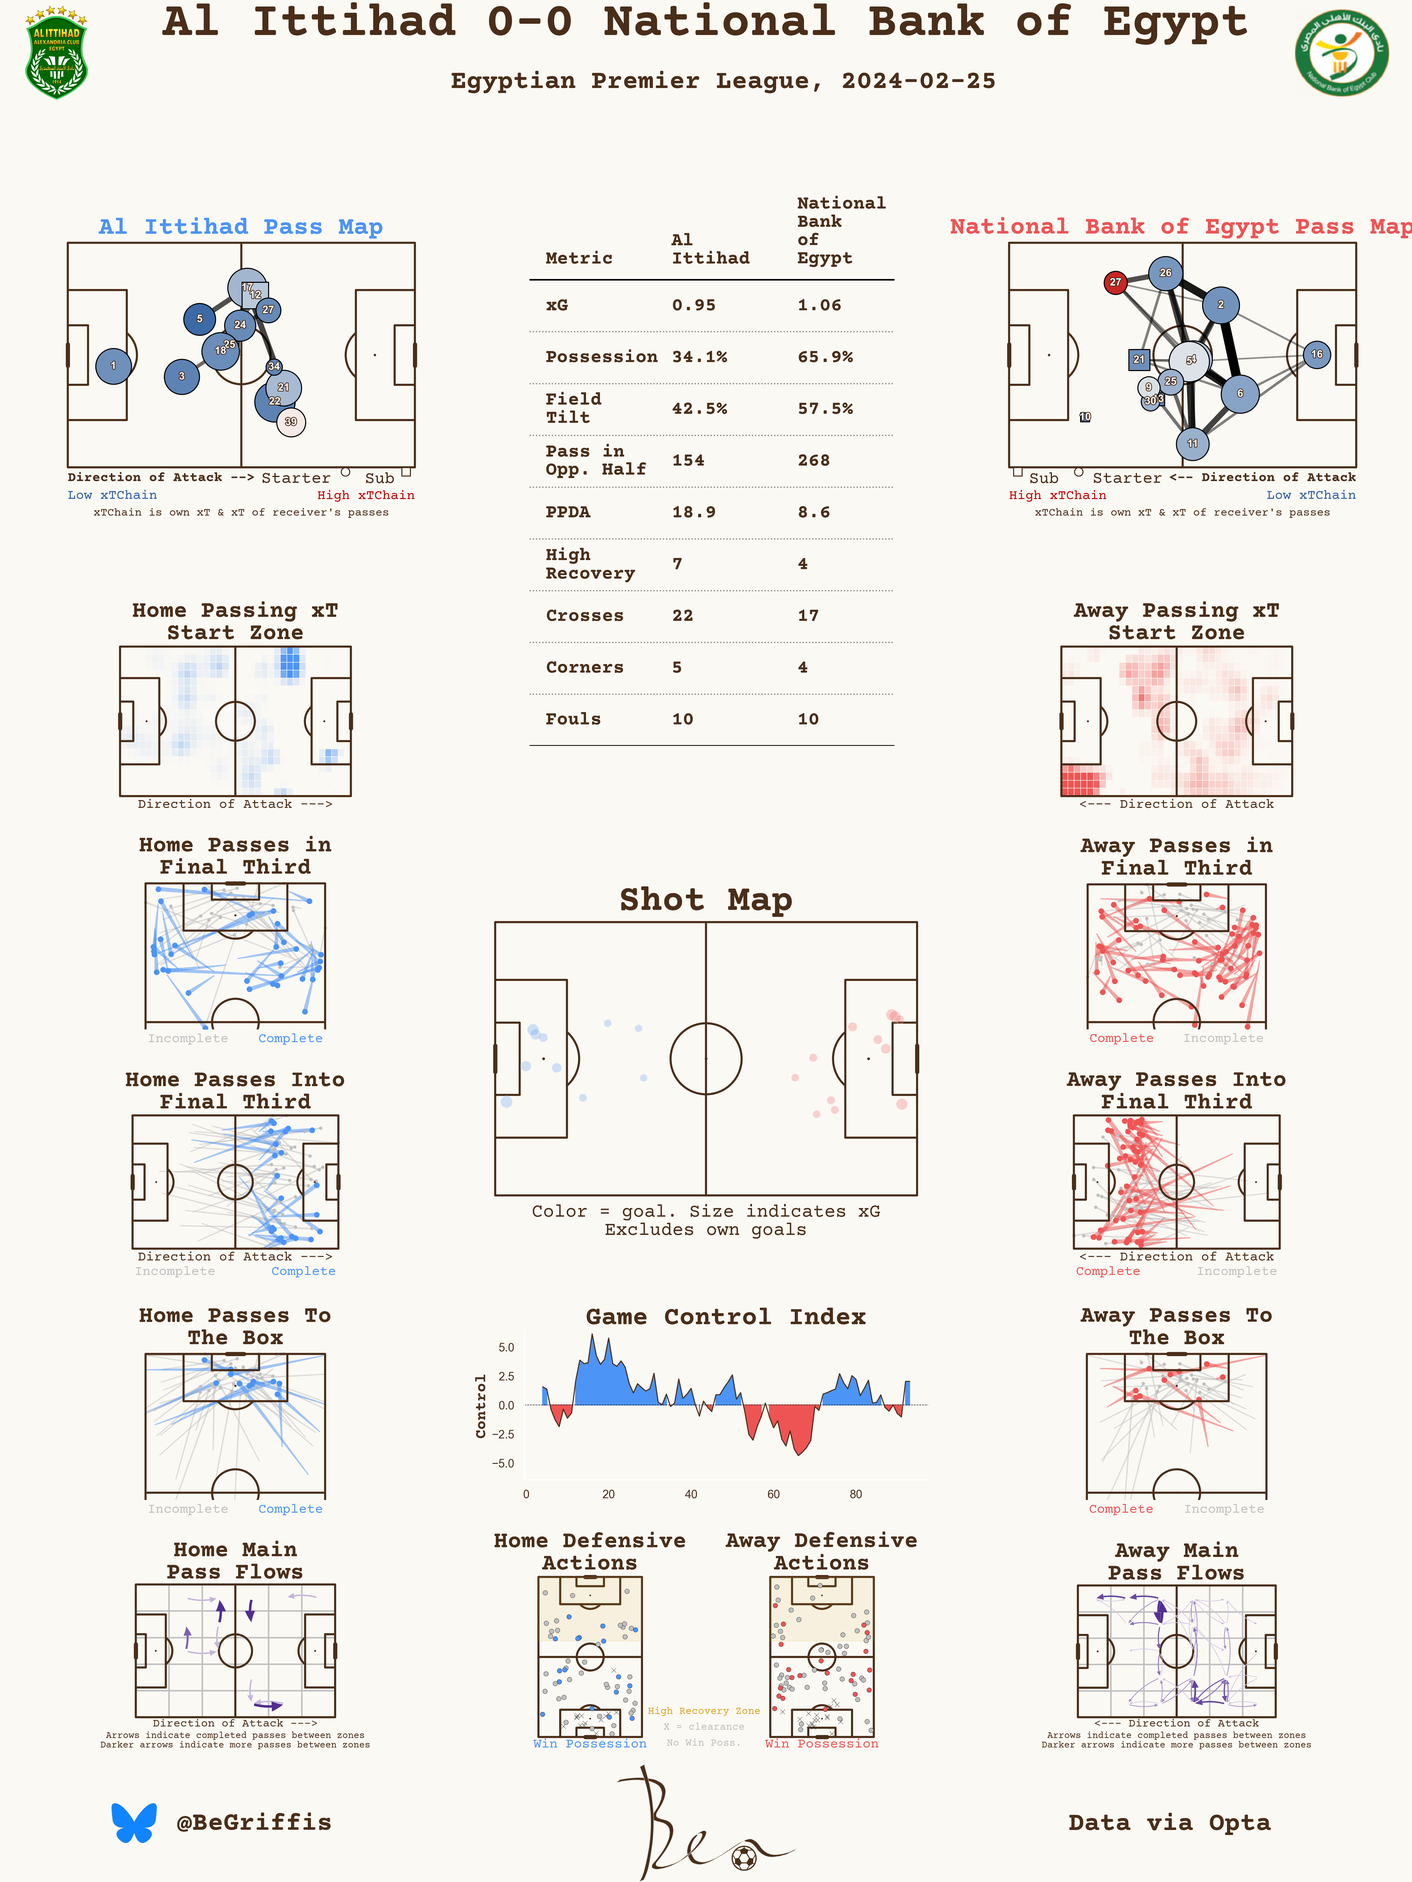 Al Ittihad 0-0 National Bank of Egypt
Egyptian Premier League, 2024-02-25
AL ITTIHAD
ALEXANDRIA CLUB
EGYPT
1914
نادي البنك الأهلي المصري
National Bank of Egypt Club
Al Ittihad Pass Map
17
12
27
5
24
25
18
1
3
34
21
22
39
Direction of Attack --> Starter Sub
Low xTChain High xTChain
xTChain is own xT & xT of receiver's passes
Metric Al Ittihad National Bank of Egypt
xG 0.95 1.06
Possession 34.1% 65.9%
Field Tilt 42.5% 57.5%
Pass in Opp. Half 154 268
PPDA 18.9 8.6
High Recovery 7 4
Crosses 22 17
Corners 5 4
Fouls 10 10
National Bank of Egypt Pass Map
27
26
2
21
16
25
9
30
6
10
11
Sub Starter <-- Direction of Attack
High xTChain Low xTChain
xTChain is own xT & xT of receiver's passes
Home Passing xT
Start Zone
Direction of Attack --->
Away Passing xT
Start Zone
<--- Direction of Attack
Home Passes in
Final Third
Incomplete Complete
Away Passes in
Final Third
Complete Incomplete
Shot Map
Color = goal. Size indicates xG
Excludes own goals
Home Passes Into
Final Third
Direction of Attack --->
Incomplete Complete
Away Passes Into
Final Third
<--- Direction of Attack
Complete Incomplete
Home Passes To
The Box
Incomplete Complete
Game Control Index
Control
5.0
2.5
0.0
−2.5
−5.0
0 20 40 60 80
Away Passes To
The Box
Complete Incomplete
Home Main
Pass Flows
Direction of Attack --->
Arrows indicate completed passes between zones
Darker arrows indicate more passes between zones
Home Defensive
Actions
Win Possession
High Recovery Zone
X = clearance
No Win Poss.
Away Defensive
Actions
Win Possession
Away Main
Pass Flows
<--- Direction of Attack
Arrows indicate completed passes between zones
Darker arrows indicate more passes between zones
@BeGriffis
Ben
Data via Opta